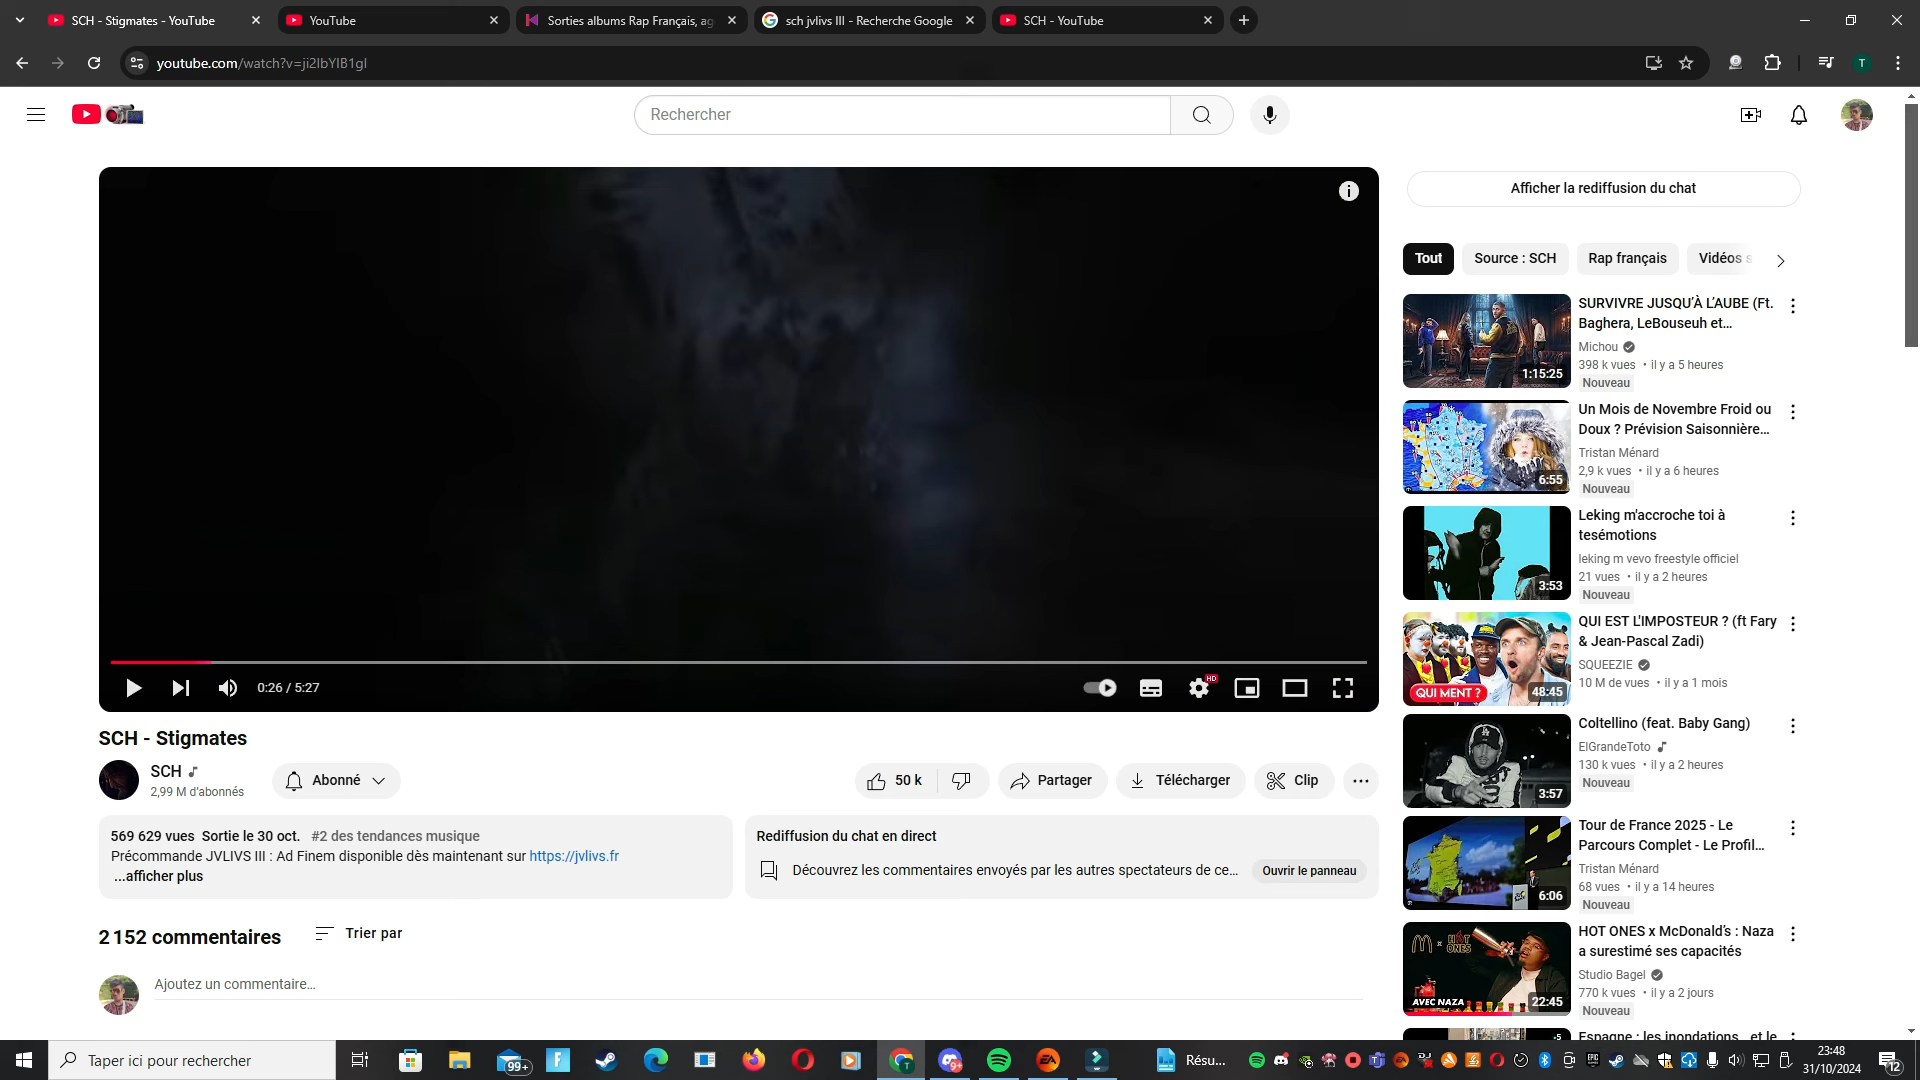 SCH - Stigmates - YouTube
YouTube
Sorties albums Rap Français, ag
sch jvlivs III - Recherche Google
SCH - YouTube
youtube.com/watch?v=ji2IbYIB1gI
T
Rechercher
Afficher la rediffusion du chat
Tout
Source : SCH
Rap français
Vidéos s
0:26 / 5:27
HD
SCH - Stigmates
SCH
2,99 M d'abonnés
Abonné
50 k
Partager
Télécharger
Clip
569 629 vues Sortie le 30 oct. #2 des tendances musique
Précommande JVLIVS III : Ad Finem disponible dès maintenant sur https://jvlivs.fr
...afficher plus
Rediffusion du chat en direct
Découvrez les commentaires envoyés par les autres spectateurs de ce...
Ouvrir le panneau
2 152 commentaires
Trier par
Ajoutez un commentaire...
SURVIVRE JUSQU'À L'AUBE (Ft.
Baghera, LeBouseuh et...
Michou
398 k vues • il y a 5 heures
Nouveau
1:15:25
Un Mois de Novembre Froid ou
Doux ? Prévision Saisonnière...
Tristan Ménard
2,9 k vues • il y a 6 heures
Nouveau
6:55
Leking m'accroche toi à
tesémotions
leking m vevo freestyle officiel
21 vues • il y a 2 heures
Nouveau
3:53
QUI EST L'IMPOSTEUR ? (ft Fary
& Jean-Pascal Zadi)
SQUEEZIE
10 M de vues • il y a 1 mois
QUI MENT ?
48:45
Coltellino (feat. Baby Gang)
ElGrandeToto
130 k vues • il y a 2 heures
Nouveau
3:57
Tour de France 2025 - Le
Parcours Complet - Le Profil...
Tristan Ménard
68 vues • il y a 14 heures
Nouveau
6:06
HOT ONES x McDonald's : Naza
a surestimé ses capacités
Studio Bagel
770 k vues • il y a 2 jours
Nouveau
HOT
ONES
AVEC NAZA
22:45
Espagne : les inondations...et le
Taper ici pour rechercher
99+
9+
Résu...
23:48
31/10/2024
12